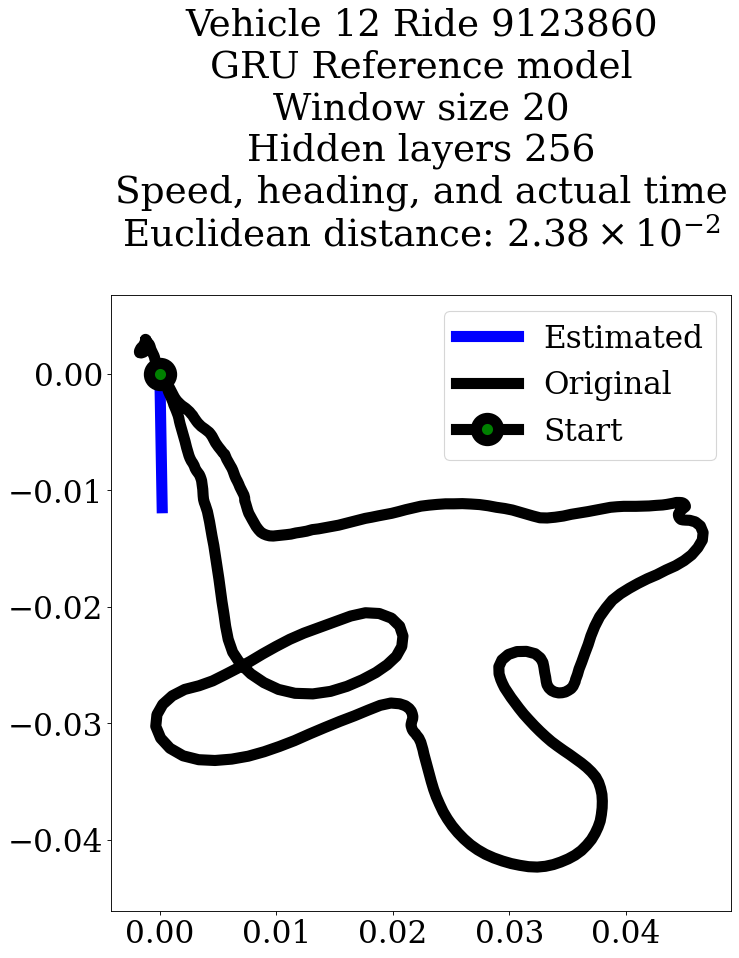 Vehicle 12 Ride 9123860
GRU Reference model
Window size 20
Hidden layers 256
Speed, heading, and actual time
Euclidean distance: 2.38 × 10⁻²
Estimated
Original
Start
0.00
−0.01
−0.02
−0.03
−0.04
0.00 0.01 0.02 0.03 0.04